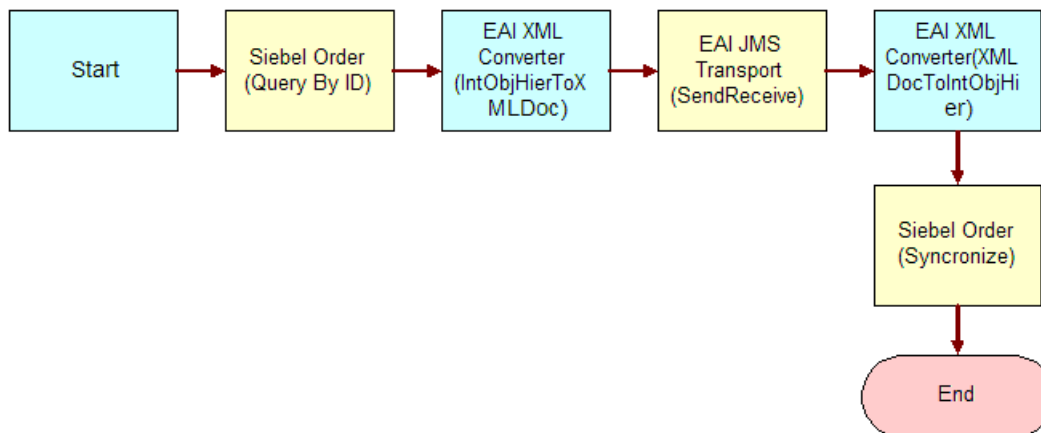 Start
Siebel Order
(Query By ID)
EAI XML
Converter
(IntObjHierToX
MLDoc)
EAI JMS
Transport
(SendReceive)
EAI XML
Converter(XML
DocToIntObjHi
er)
Siebel Order
(Syncronize)
End